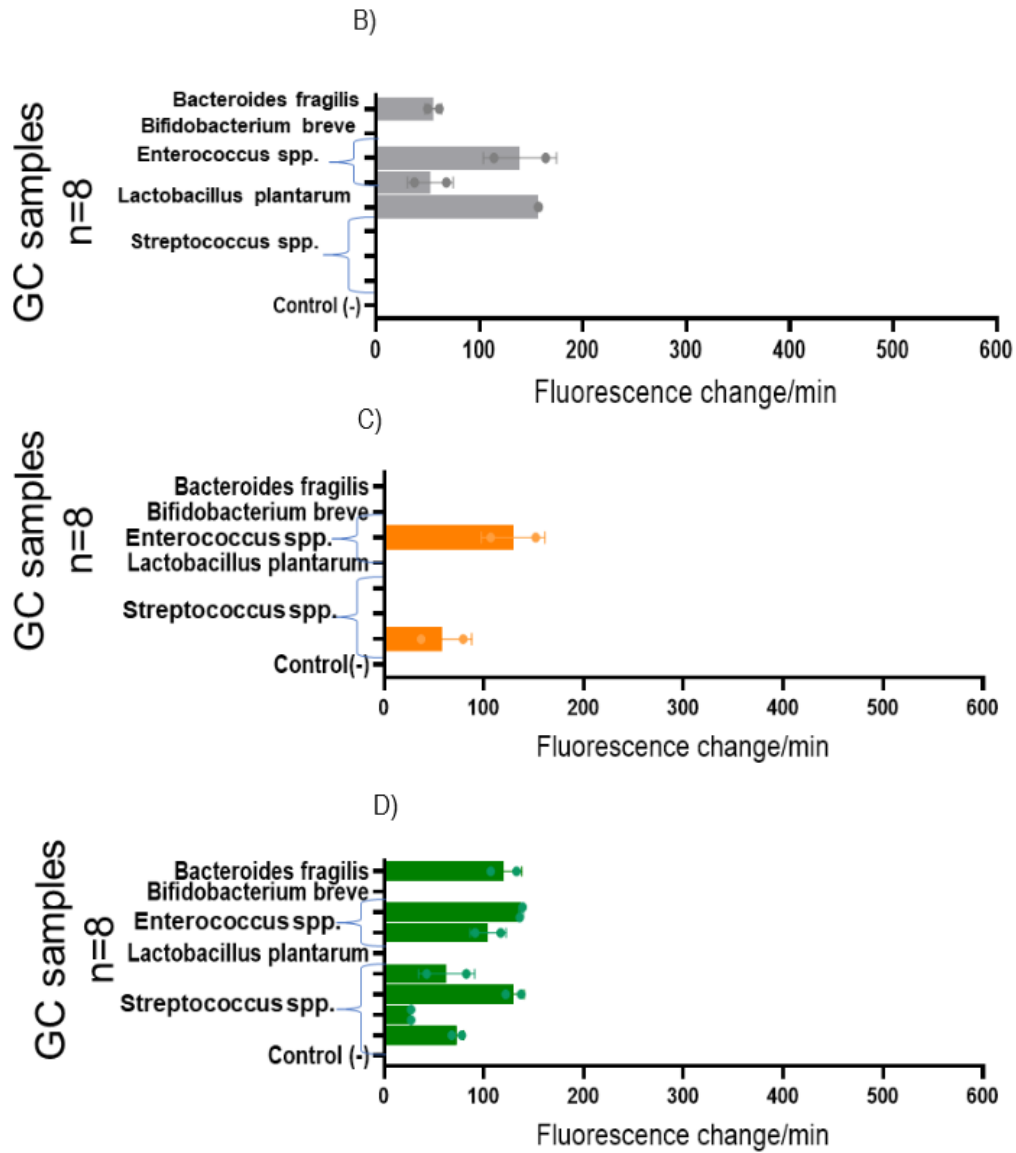 B)
GC samples
n=8
Bacteroides fragilis
Bifidobacterium breve
Enterococcus spp.
Lactobacillus plantarum
Streptococcus spp.
Control (-)
0 100 200 300 400 500 600
Fluorescence change/min
C)
GC samples
n=8
Bacteroides fragilis
Bifidobacterium breve
Enterococcus spp.
Lactobacillus plantarum
Streptococcus spp.
Control(-)
0 100 200 300 400 500 600
Fluorescence change/min
D)
GC samples
n=8
Bacteroides fragilis
Bifidobacterium breve
Enterococcus spp.
Lactobacillus plantarum
Streptococcus spp.
Control (-)
0 100 200 300 400 500 600
Fluorescence change/min